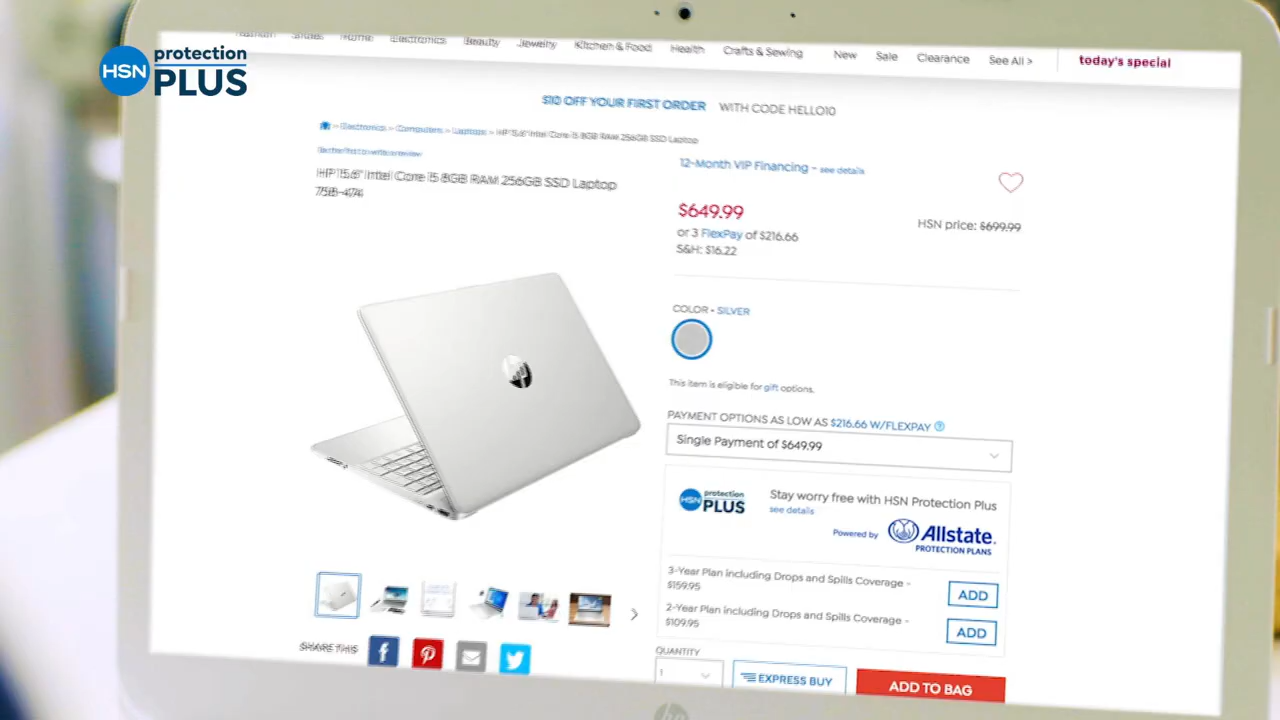 HSN protection PLUS
Fashion Shoes Home Electronics Beauty Jewelry Kitchen & Food Health Crafts & Sewing New Sale Clearance See All > today's special
$10 OFF YOUR FIRST ORDER WITH CODE HELLO10
> Electronics > Computers > Laptops > HP 15.6" Intel Core i5 8GB RAM 256GB SSD Laptop
Be the first to write a review
12-Month VIP Financing - see details
HP 15.6" Intel Core i5 8GB RAM 256GB SSD Laptop
758-474
$649.99
HSN price: $699.99
or 3 FlexPay of $216.66
S&H: $16.22
COLOR - SILVER
This item is eligible for gift options.
PAYMENT OPTIONS AS LOW AS $216.66 W/FLEXPAY ?
Single Payment of $649.99
HSN protection PLUS
Stay worry free with HSN Protection Plus
see details
Powered by Allstate.
PROTECTION PLANS
3-Year Plan including Drops and Spills Coverage -
$159.95
ADD
2-Year Plan including Drops and Spills Coverage -
$109.95
ADD
SHARE THIS
QUANTITY
1
EXPRESS BUY
ADD TO BAG
hp